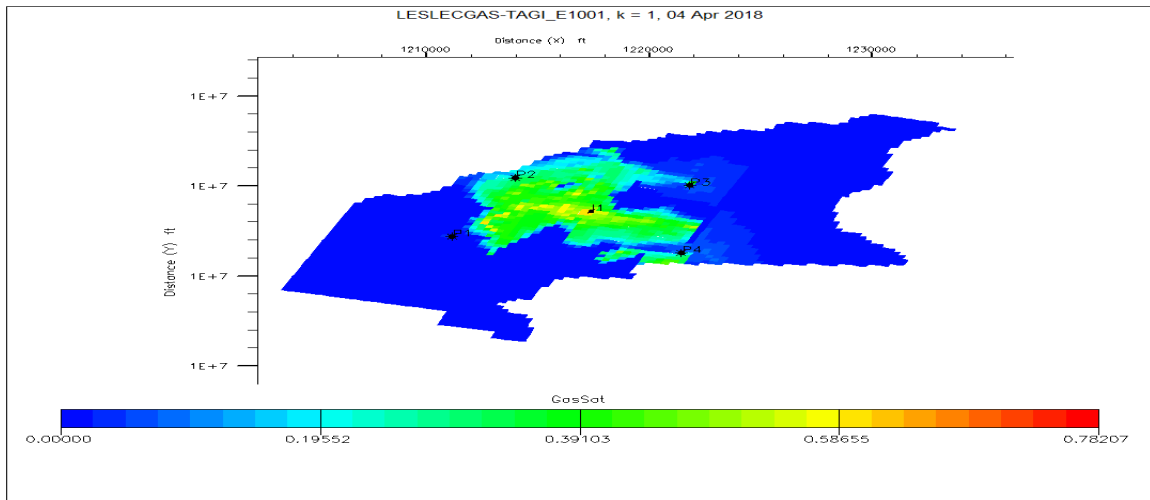 LESLECGAS-TAGI_E1001, k = 1, 04 Apr 2018
Distance (X) ft
1210000 1220000 1230000
1E+7
P2
1E+7
P3
I1
P1
P4
1E+7
Distance (Y) ft
1E+7
GasSat
0.00000 0.19552 0.39103 0.58655 0.78207